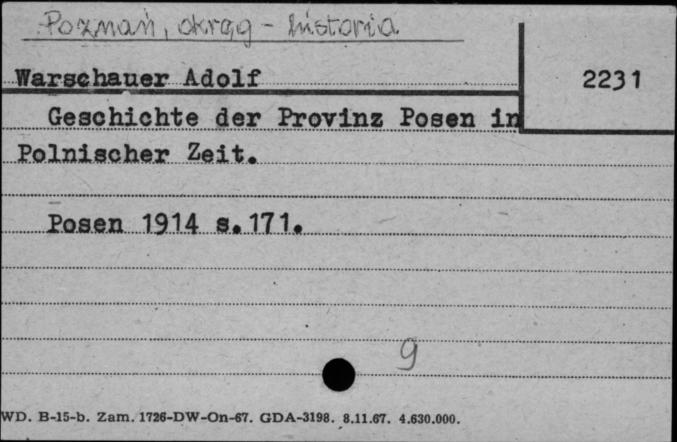 Poznań, okręg - historia
Warschauer Adolf
2231
Geschichte der Provinz Posen in
Polnischer Zeit.
Posen 1914 s.171.
9
WD. B-15-b. Zam. 1726-DW-On-67. GDA-3198. 8.11.67. 4.630.000.